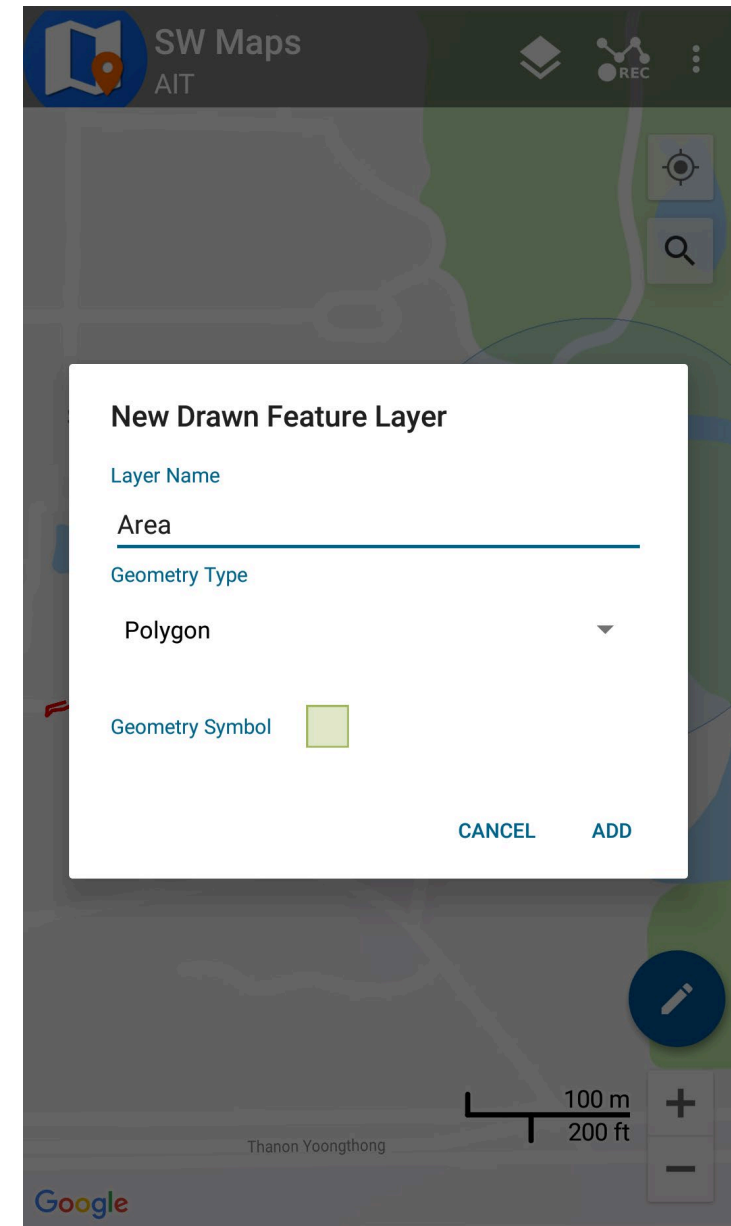 SW Maps
AIT
REC
New Drawn Feature Layer
Layer Name
Area
Geometry Type
Polygon
Geometry Symbol
CANCEL
ADD
100 m
200 ft
Thanon Yoongthong
Google